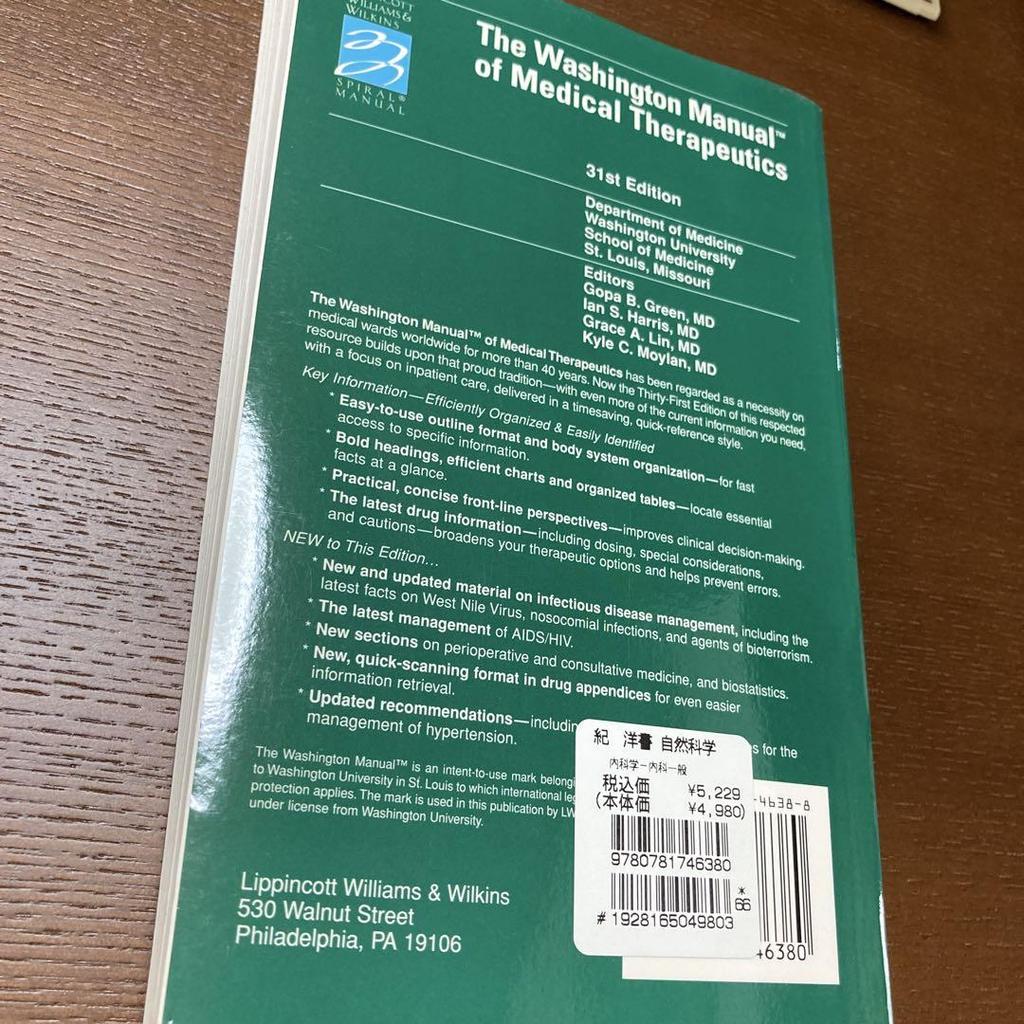 WILLIAMS &
WILKINS
SPIRAL®
MANUAL
The Washington Manual™
of Medical Therapeutics
31st Edition
Department of Medicine
Washington University
School of Medicine
St. Louis, Missouri
Editors
Gopa B. Green, MD
Ian S. Harris, MD
Grace A. Lin, MD
Kyle C. Moylan, MD
The Washington Manual™ of Medical Therapeutics has been regarded as a necessity on
medical wards worldwide for more than 40 years. Now the Thirty-First Edition of this respected
resource builds upon that proud tradition—with even more of the current information you need,
with a focus on inpatient care, delivered in a timesaving, quick-reference style.
Key Information—Efficiently Organized & Easily Identified
* Easy-to-use outline format and body system organization—for fast
access to specific information.
* Bold headings, efficient charts and organized tables—locate essential
facts at a glance.
* Practical, concise front-line perspectives—improves clinical decision-making.
* The latest drug information—including dosing, special considerations,
and cautions—broadens your therapeutic options and helps prevent errors.
NEW to This Edition...
* New and updated material on infectious disease management, including the
latest facts on West Nile Virus, nosocomial infections, and agents of bioterrorism.
* The latest management of AIDS/HIV.
* New sections on perioperative and consultative medicine, and biostatistics.
* New, quick-scanning format in drug appendices for even easier
information retrieval.
* Updated recommendations— for the
management of hypertension.
The Washington Manual™ is an intent-to-use mark
to Washington University in St. Louis to which international
protection applies. The mark is used in this publication by
under license from Washington University.
Lippincott Williams & Wilkins
530 Walnut Street
Philadelphia, PA 19106
紀 洋書 自然科学
内科学-内科一般
税込価 ¥5,229
(本体価 ¥4,980)
9780781746380
* 66
# 1928165049803
-4638-8
46380